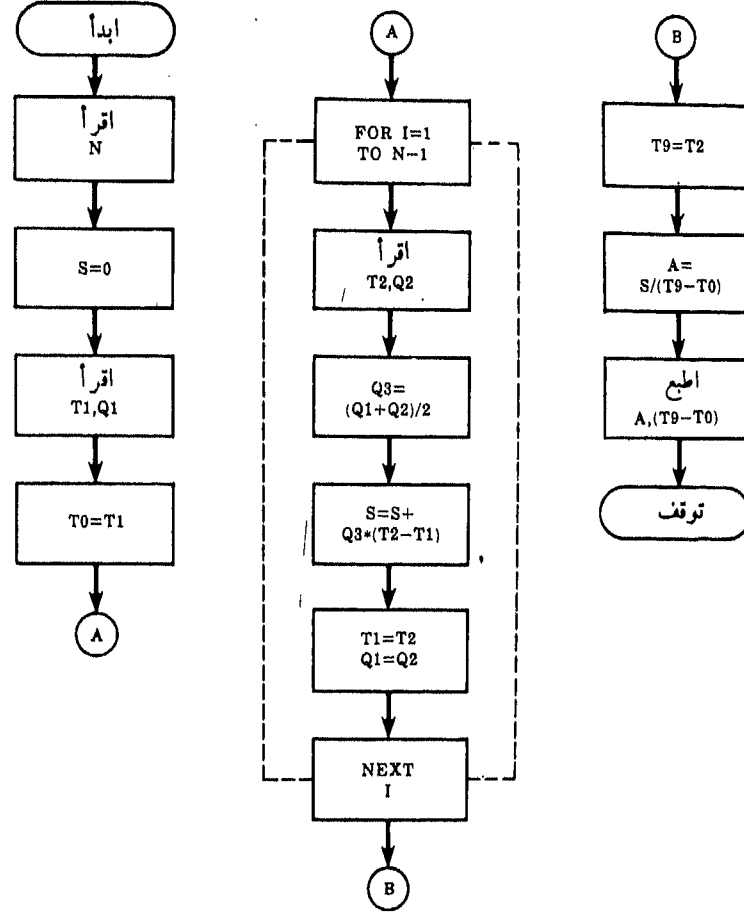 ابدأ
اقرأ
N
S=0
اقرأ
T1,Q1
T0=T1
A
A
FOR I=1
TO N-1
اقرأ
T2,Q2
Q3=
(Q1+Q2)/2
S=S+
Q3*(T2-T1)
T1=T2
Q1=Q2
NEXT
I
B
B
T9=T2
A=
S/(T9-T0)
اطبع
A,(T9-T0)
توقف